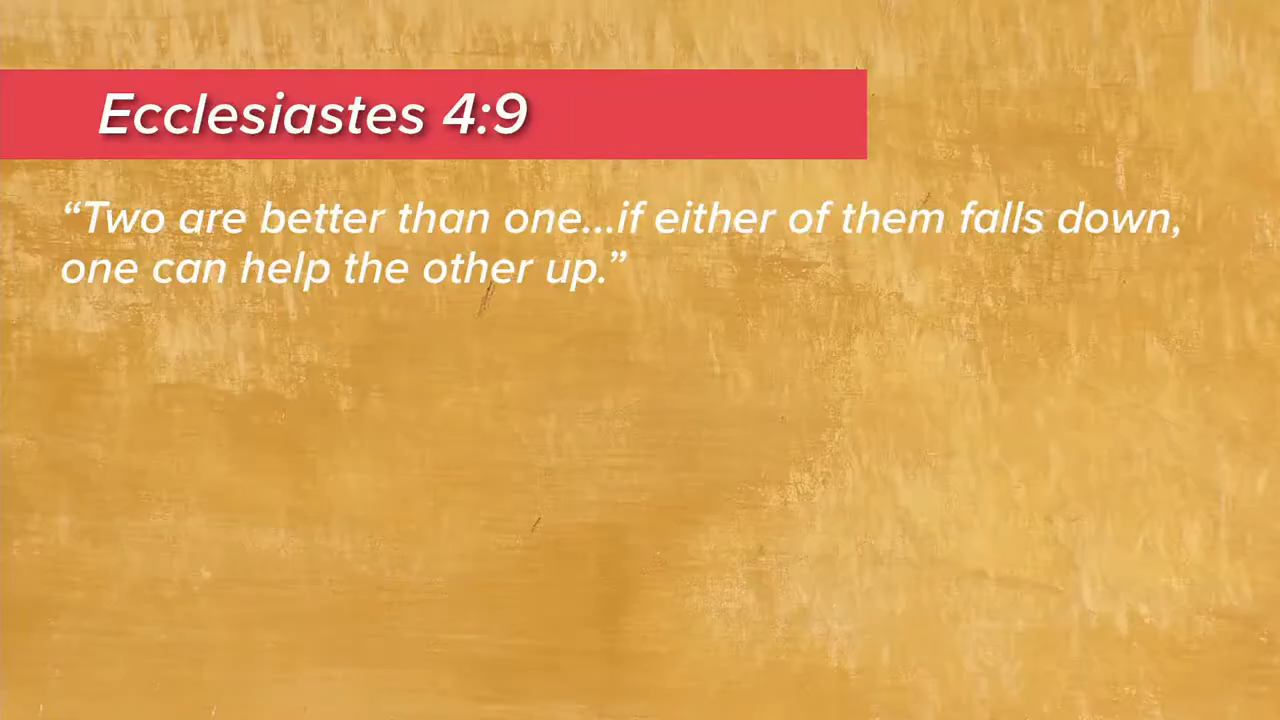 Ecclesiastes 4:9
“Two are better than one...if either of them falls down,
one can help the other up.”